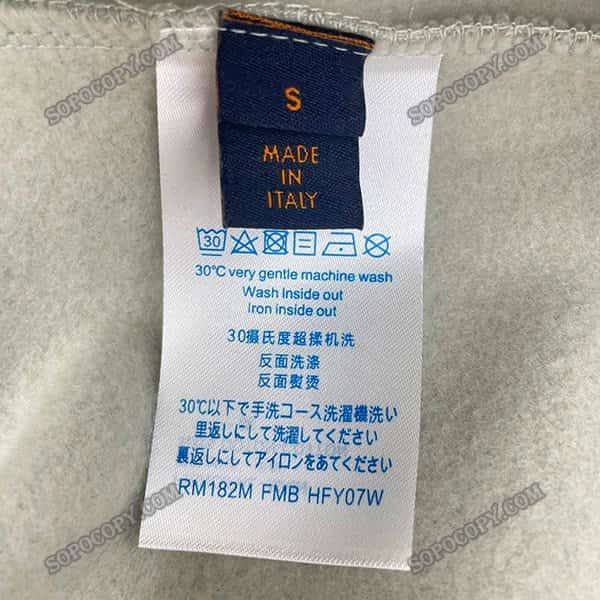 S
MADE
IN
ITALY
30
30℃ very gentle machine wash
Wash Inside out
Iron inside out
30摄氏度超揉机洗
反面洗涤
反面熨烫
30℃以下で手洗コース洗濯機洗い
里返しにして洗濯してください
裏返しにしてアイロンをあてください
RM182M FMB HFY07W
SOPOCOPY.COM
SOPOCOPY.COM
SOPOCOPY.COM
SOPOCOPY.COM
SOPOCOPY.COM